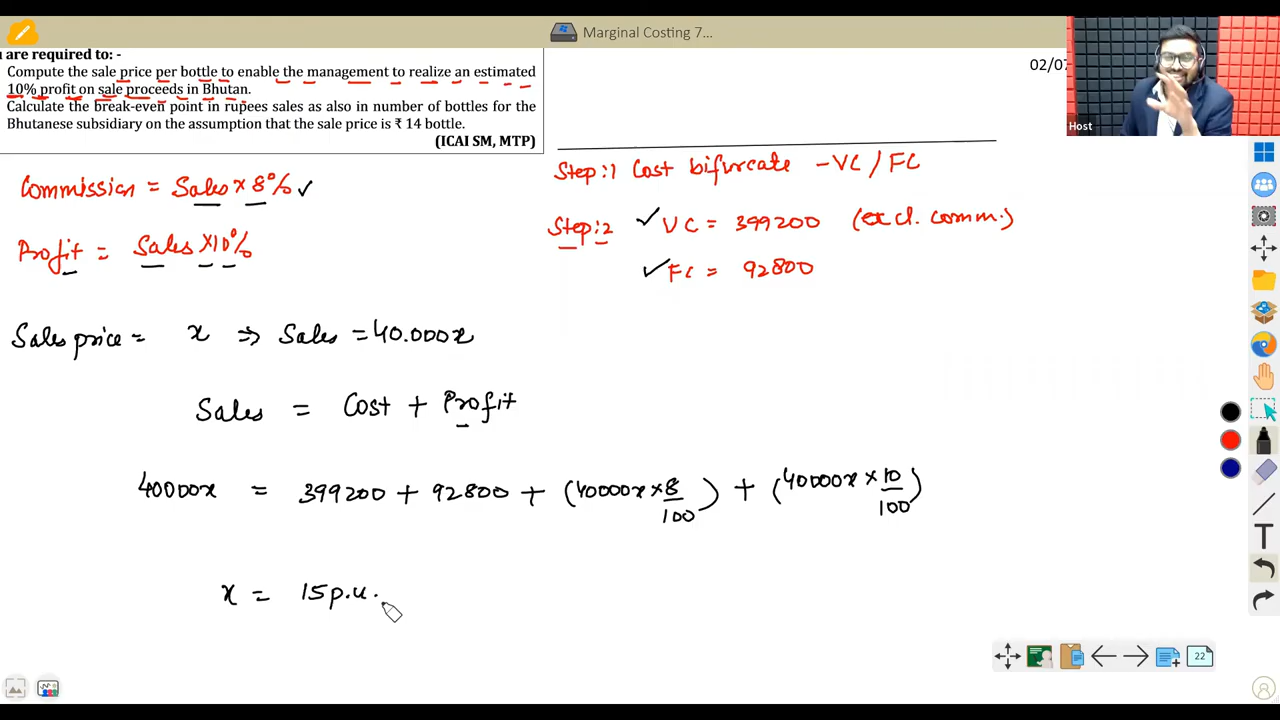 Marginal Costing 7...
u are required to: -
Compute the sale price per bottle to enable the management to realize an estimated
10% profit on sale proceeds in Bhutan.
Calculate the break-even point in rupees sales as also in number of bottles for the
Bhutanese subsidiary on the assumption that the sale price is ₹ 14 bottle.
(ICAI SM, MTP)
02/0
Host
Commission = Sales × 8% ✓
Profit = Sales × 10%
Step:1 Cost bifurcate - VC / FC
Step:2 ✓ VC = 399200 (excl. comm.)
✓ FC = 92800
Sales price = x ⇒ Sales = 40.000x
Sales = Cost + Profit
40000x = 399200 + 92800 + (40000x × 8/100) + (40000x × 10/100)
x = 15 p.u.
T
22